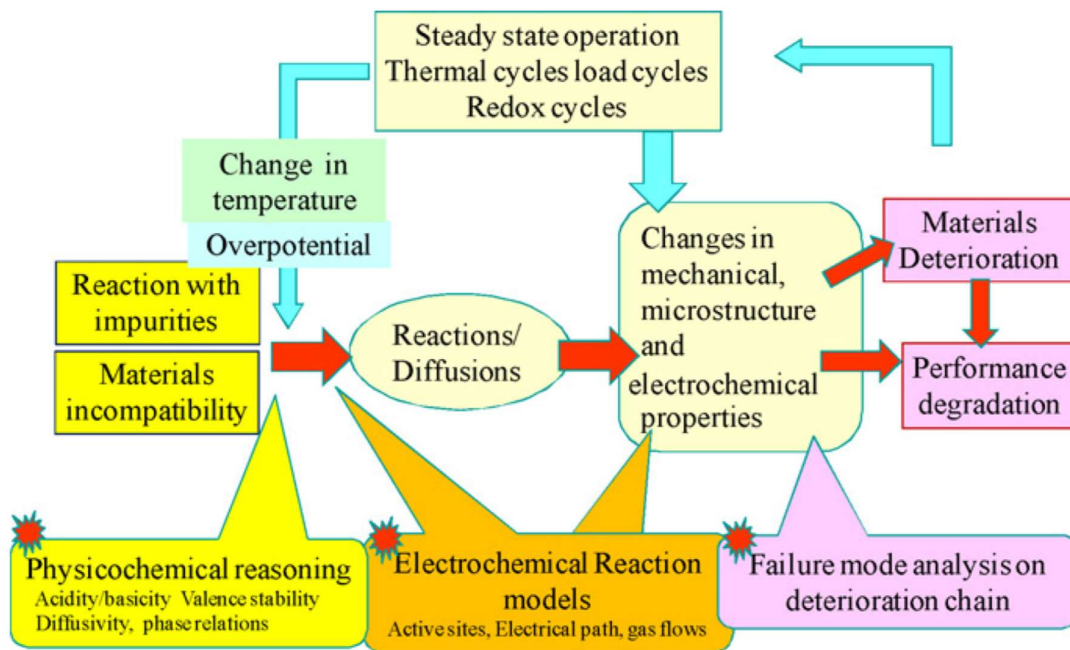 Steady state operation
Thermal cycles load cycles
Redox cycles
Change in
temperature
Overpotential
Reaction with
impurities
Materials
incompatibility
Reactions/
Diffusions
Changes in
mechanical,
microstructure
and
electrochemical
properties
Materials
Deterioration
Performance
degradation
Physicochemical reasoning
Acidity/basicity Valence stability
Diffusivity, phase relations
Electrochemical Reaction
models
Active sites, Electrical path, gas flows
Failure mode analysis on
deterioration chain